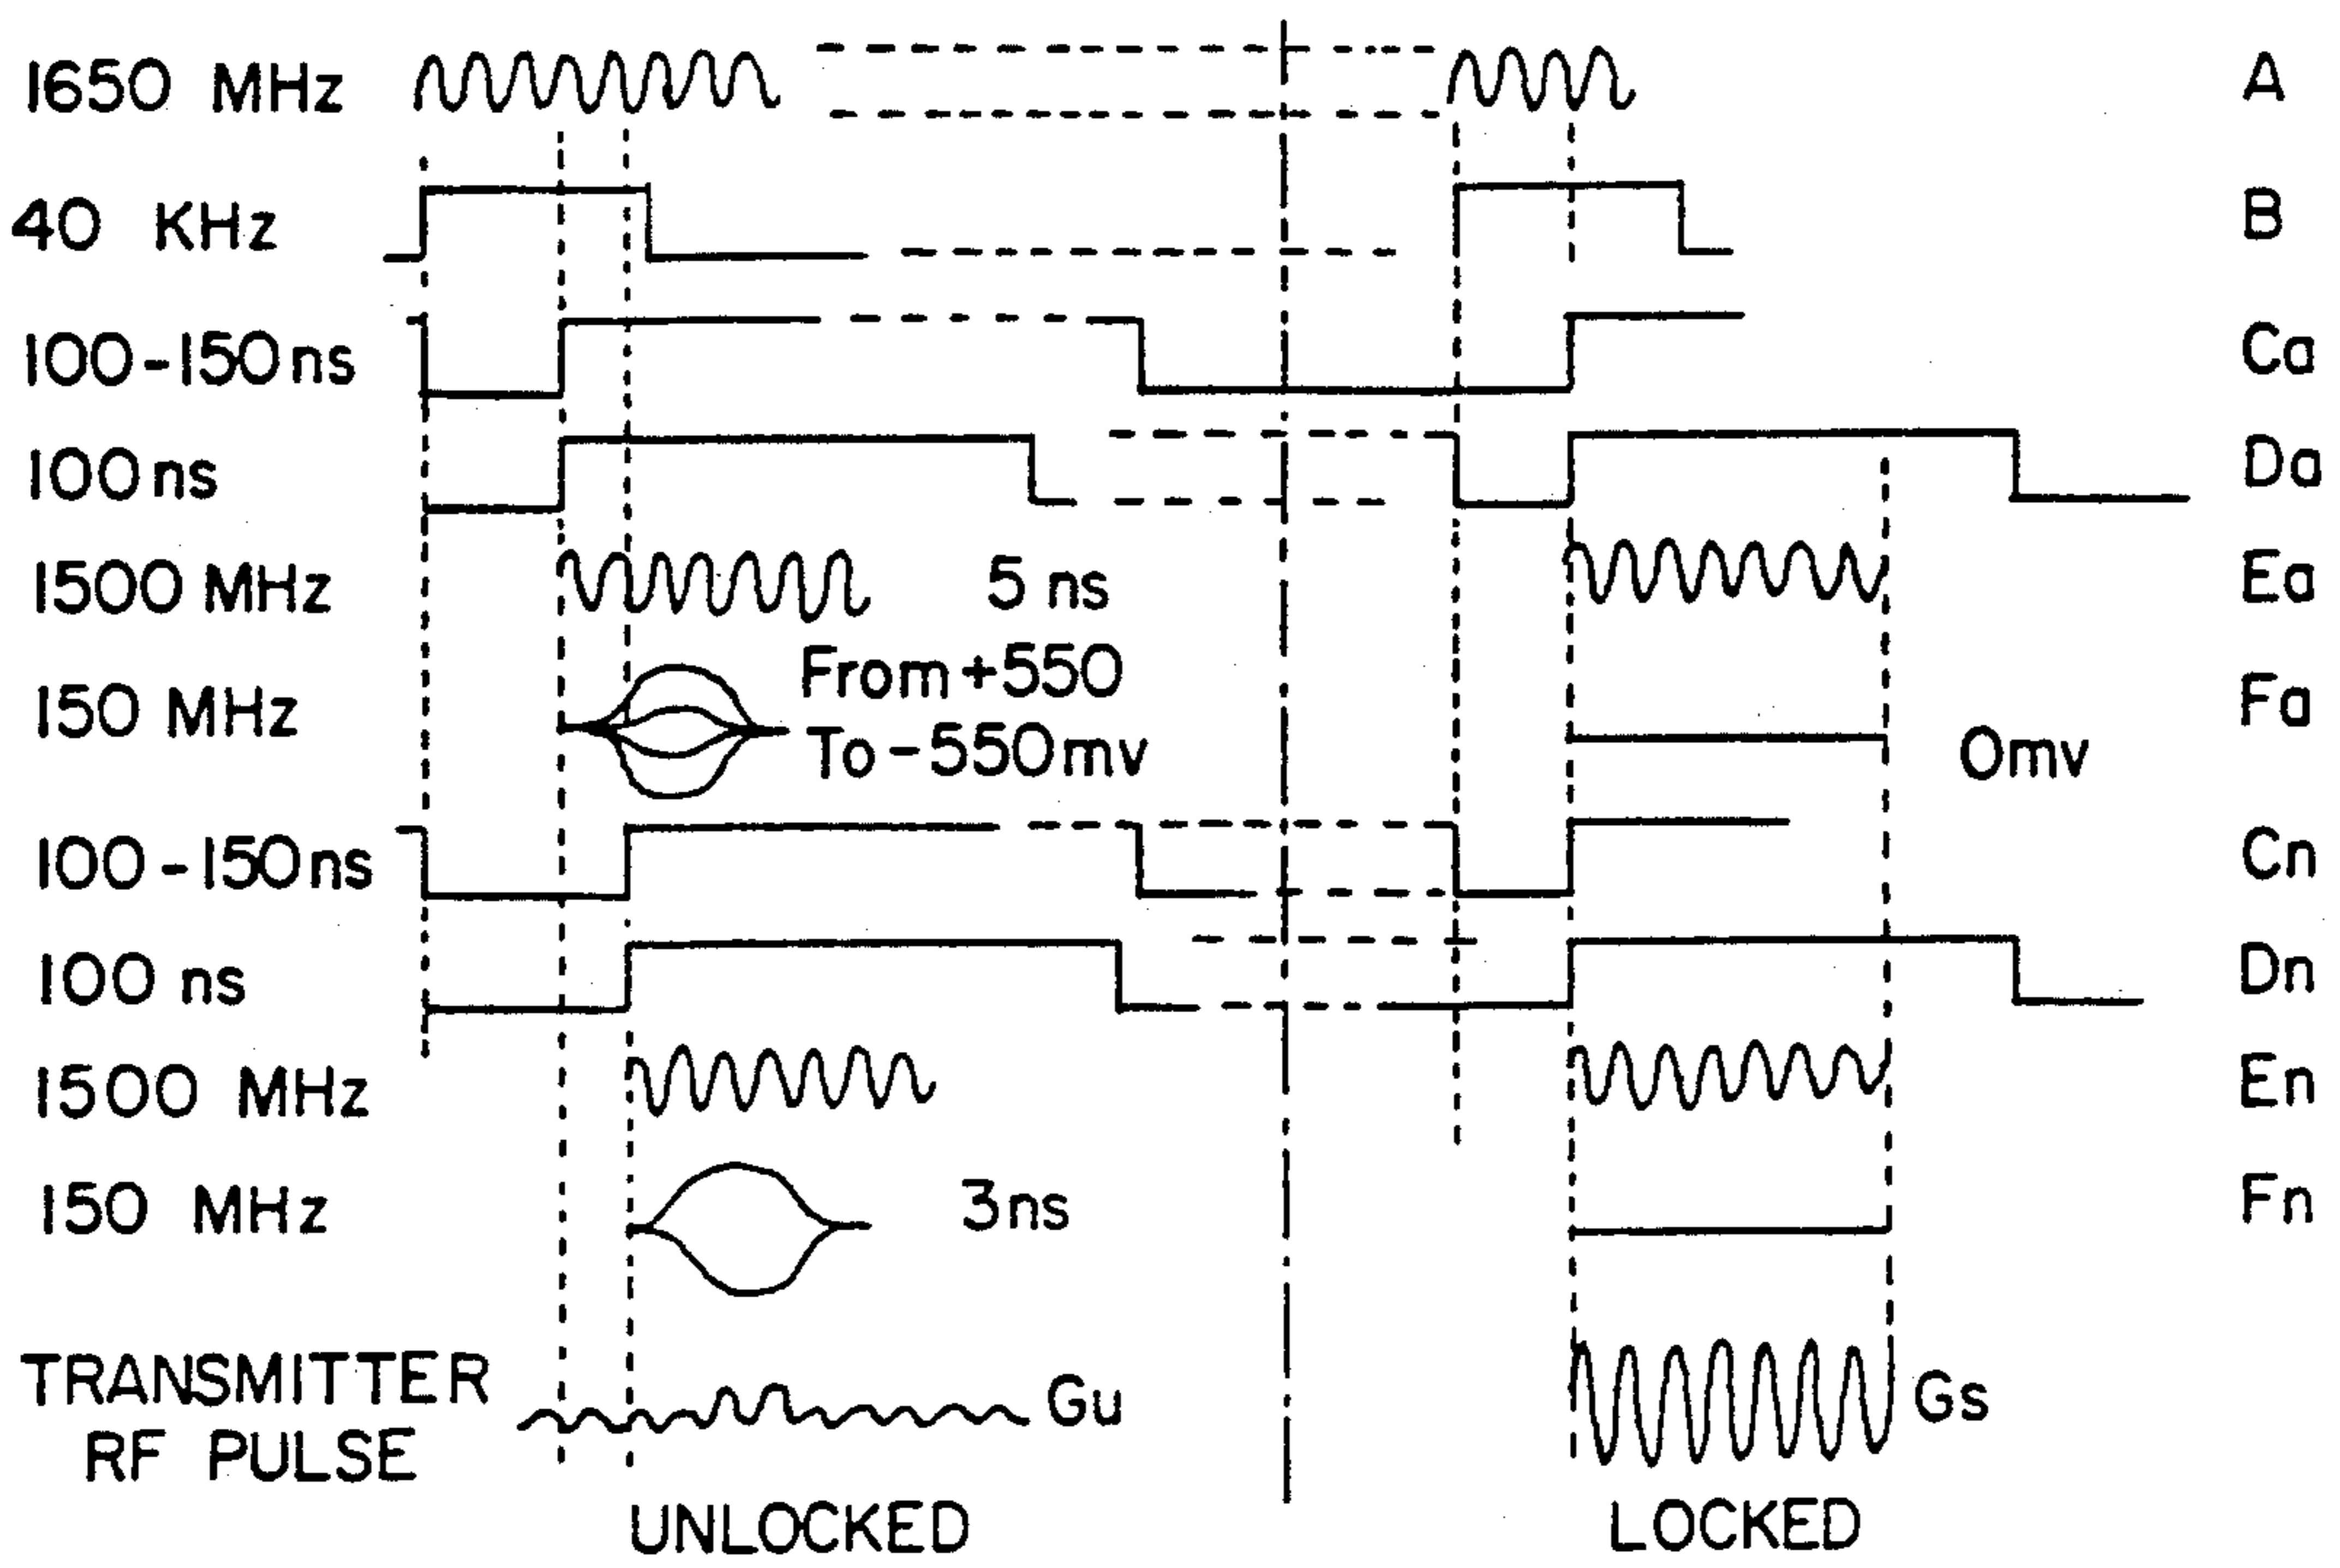 1650 MHz A
40 KHz B
100-150ns Ca
100ns Da
1500 MHz 5 ns Ea
150 MHz From +550 Fa
To -550mv 0mv
100-150ns Cn
100 ns Dn
1500 MHz En
150 MHz 3ns Fn
TRANSMITTER Gu Gs
RF PULSE
UNLOCKED LOCKED